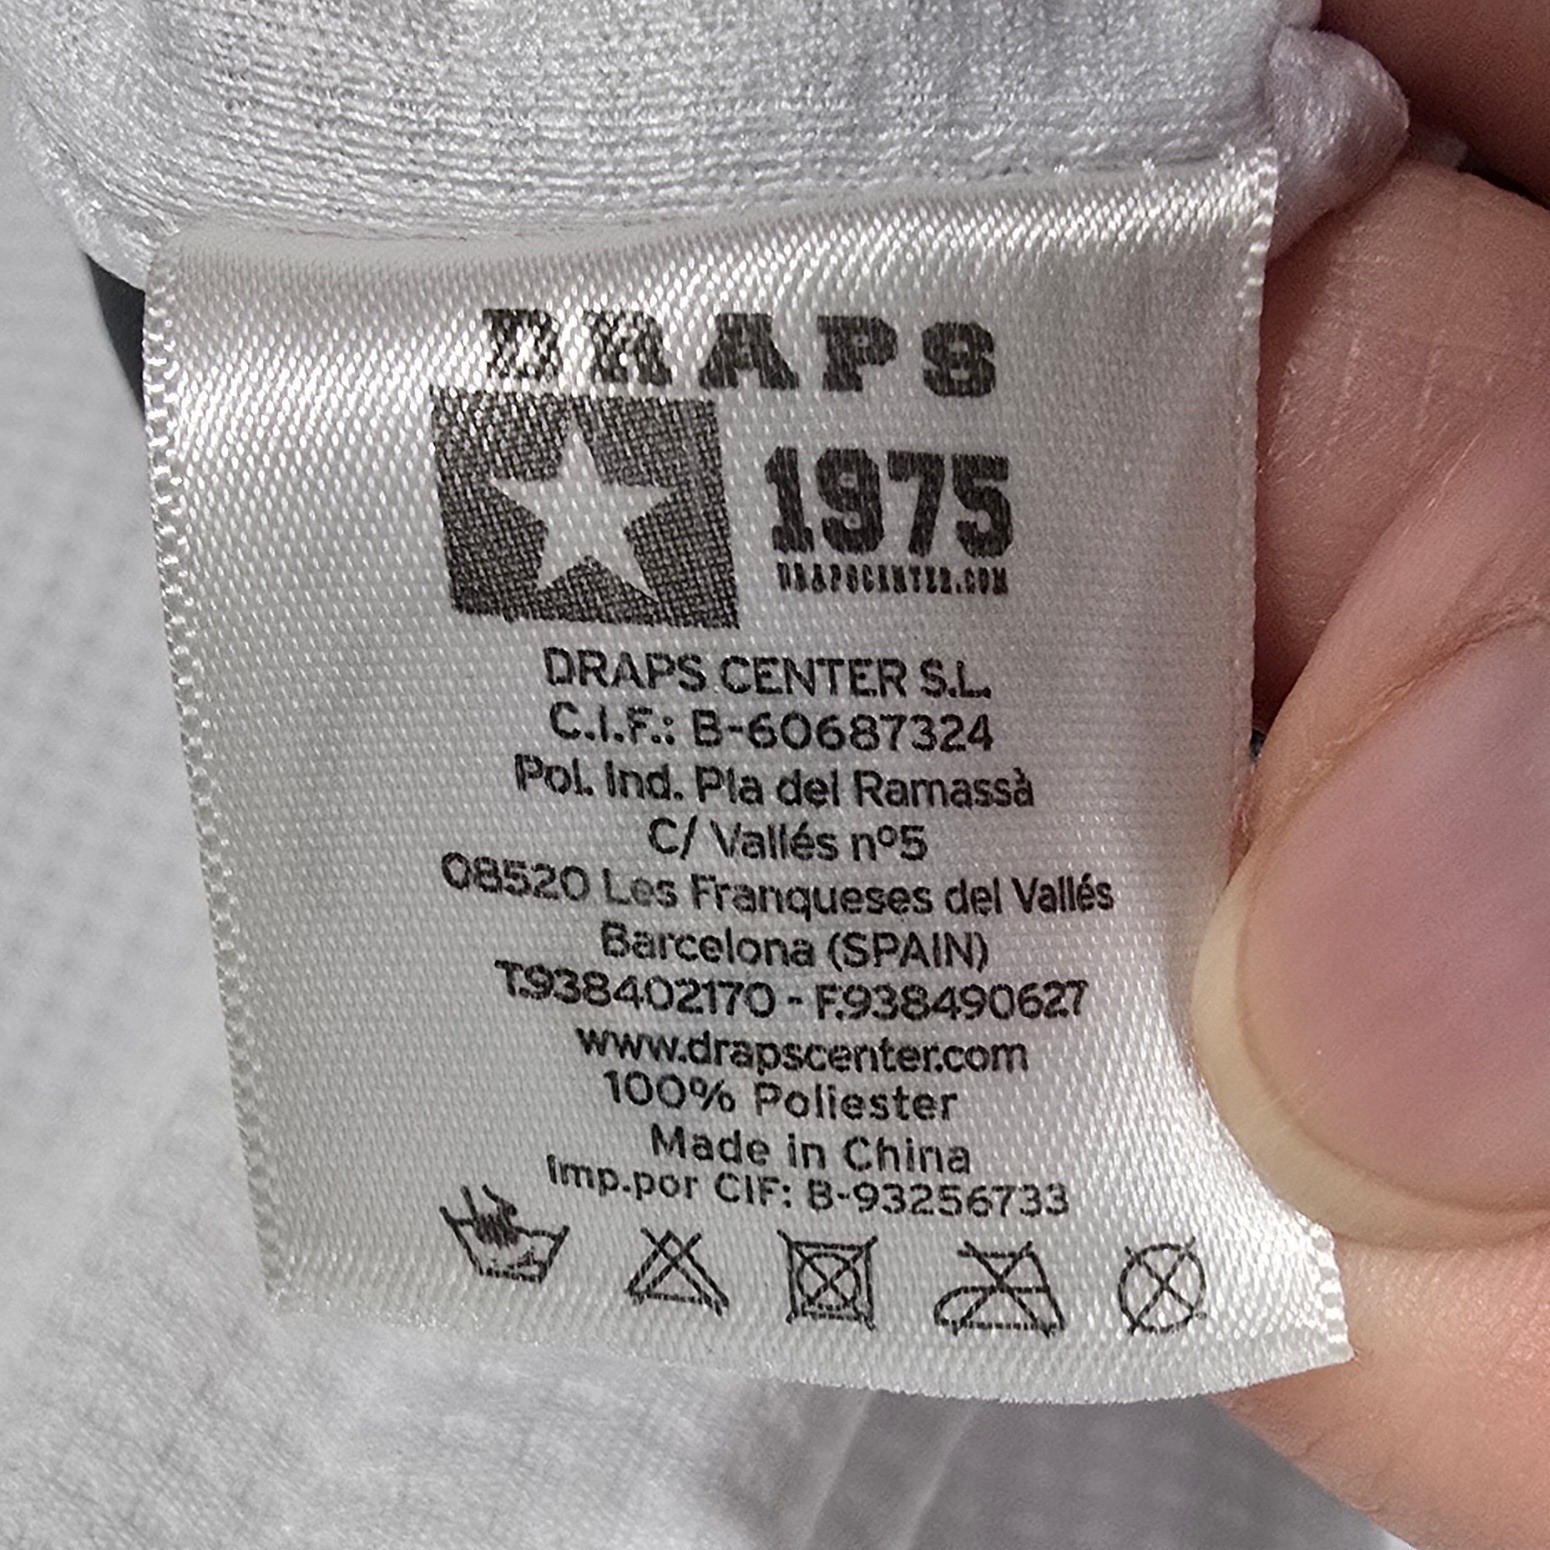 DRAPS
1975
DRAPSCENTER.COM
DRAPS CENTER S.L.
C.I.F.: B-60687324
Pol. Ind. Pla del Ramassà
C/ Vallés nº5
08520 Les Franqueses del Vallés
Barcelona (SPAIN)
T.938402170 - F.938490627
www.drapscenter.com
100% Poliester
Made in China
Imp.por CIF: B-93256733